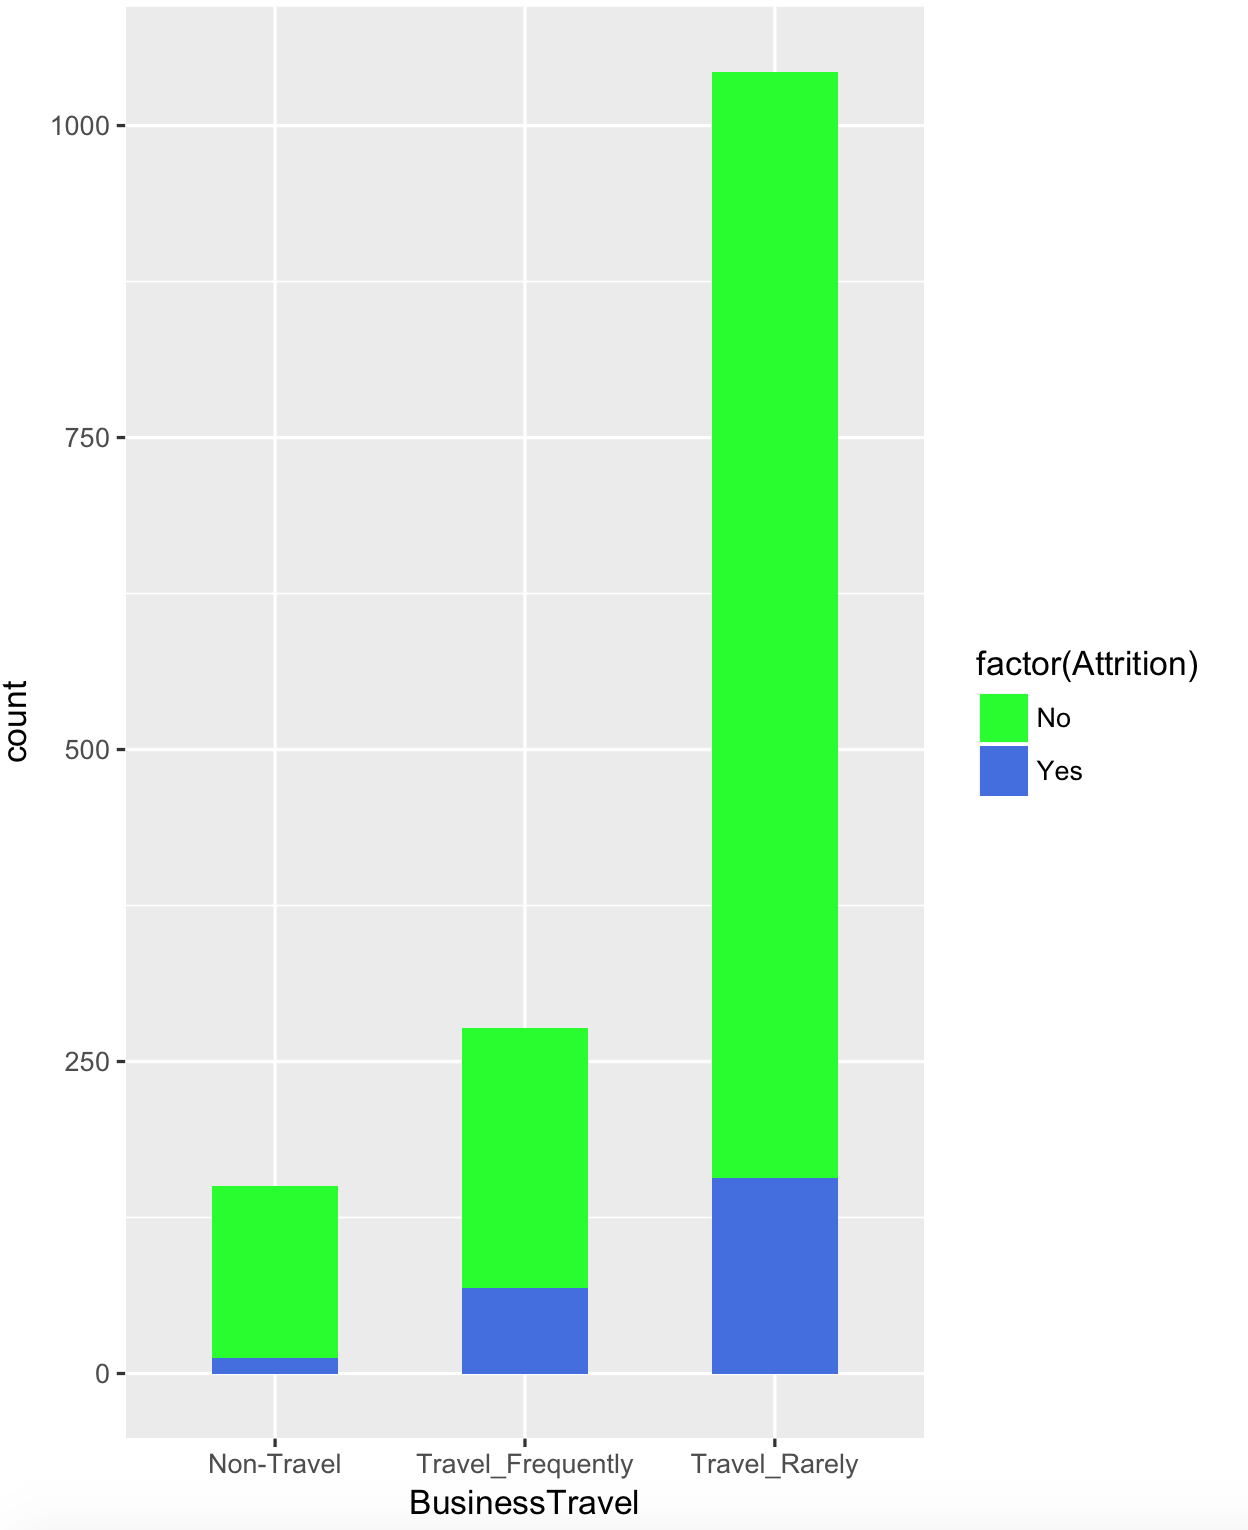 1000
750
500
250
0
count
Non-Travel Travel_Frequently Travel_Rarely
BusinessTravel
factor(Attrition)
No
Yes